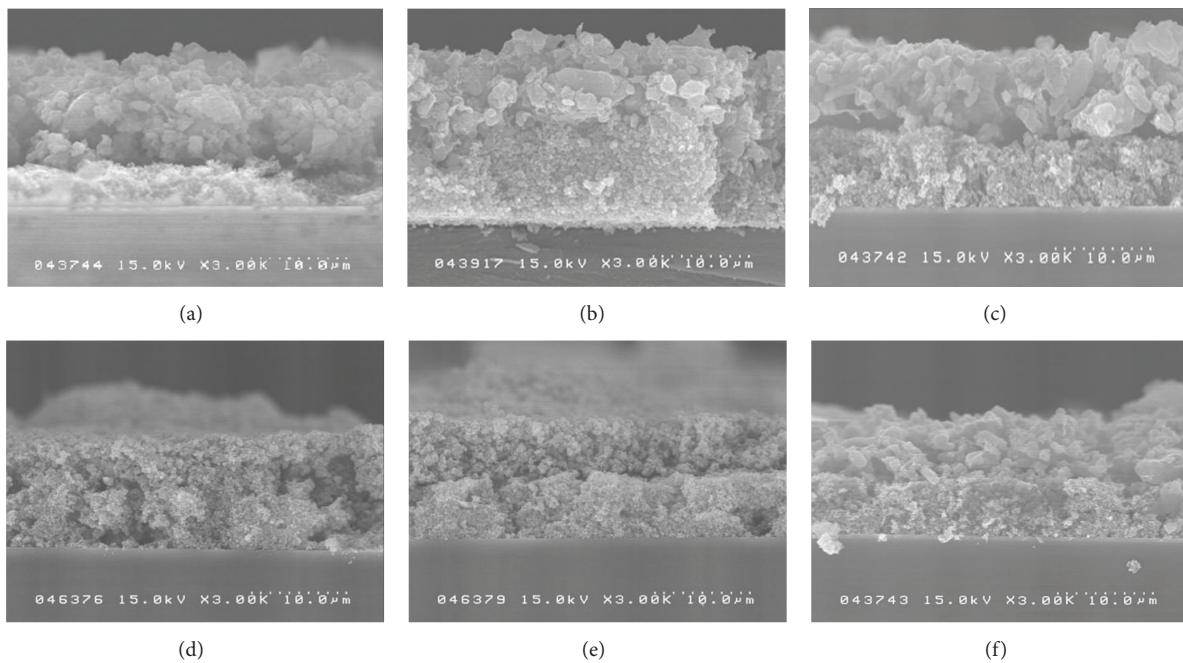 043744 15.0kV X3.00K 10.0µm
043917 15.0kV X3.00K 10.0µm
043742 15.0kV X3.00K 10.0µm
(a)
(b)
(c)
046376 15.0kV X3.00K 10.0µm
046379 15.0kV X3.00K 10.0µm
043743 15.0kV X3.00K 10.0µm
(d)
(e)
(f)